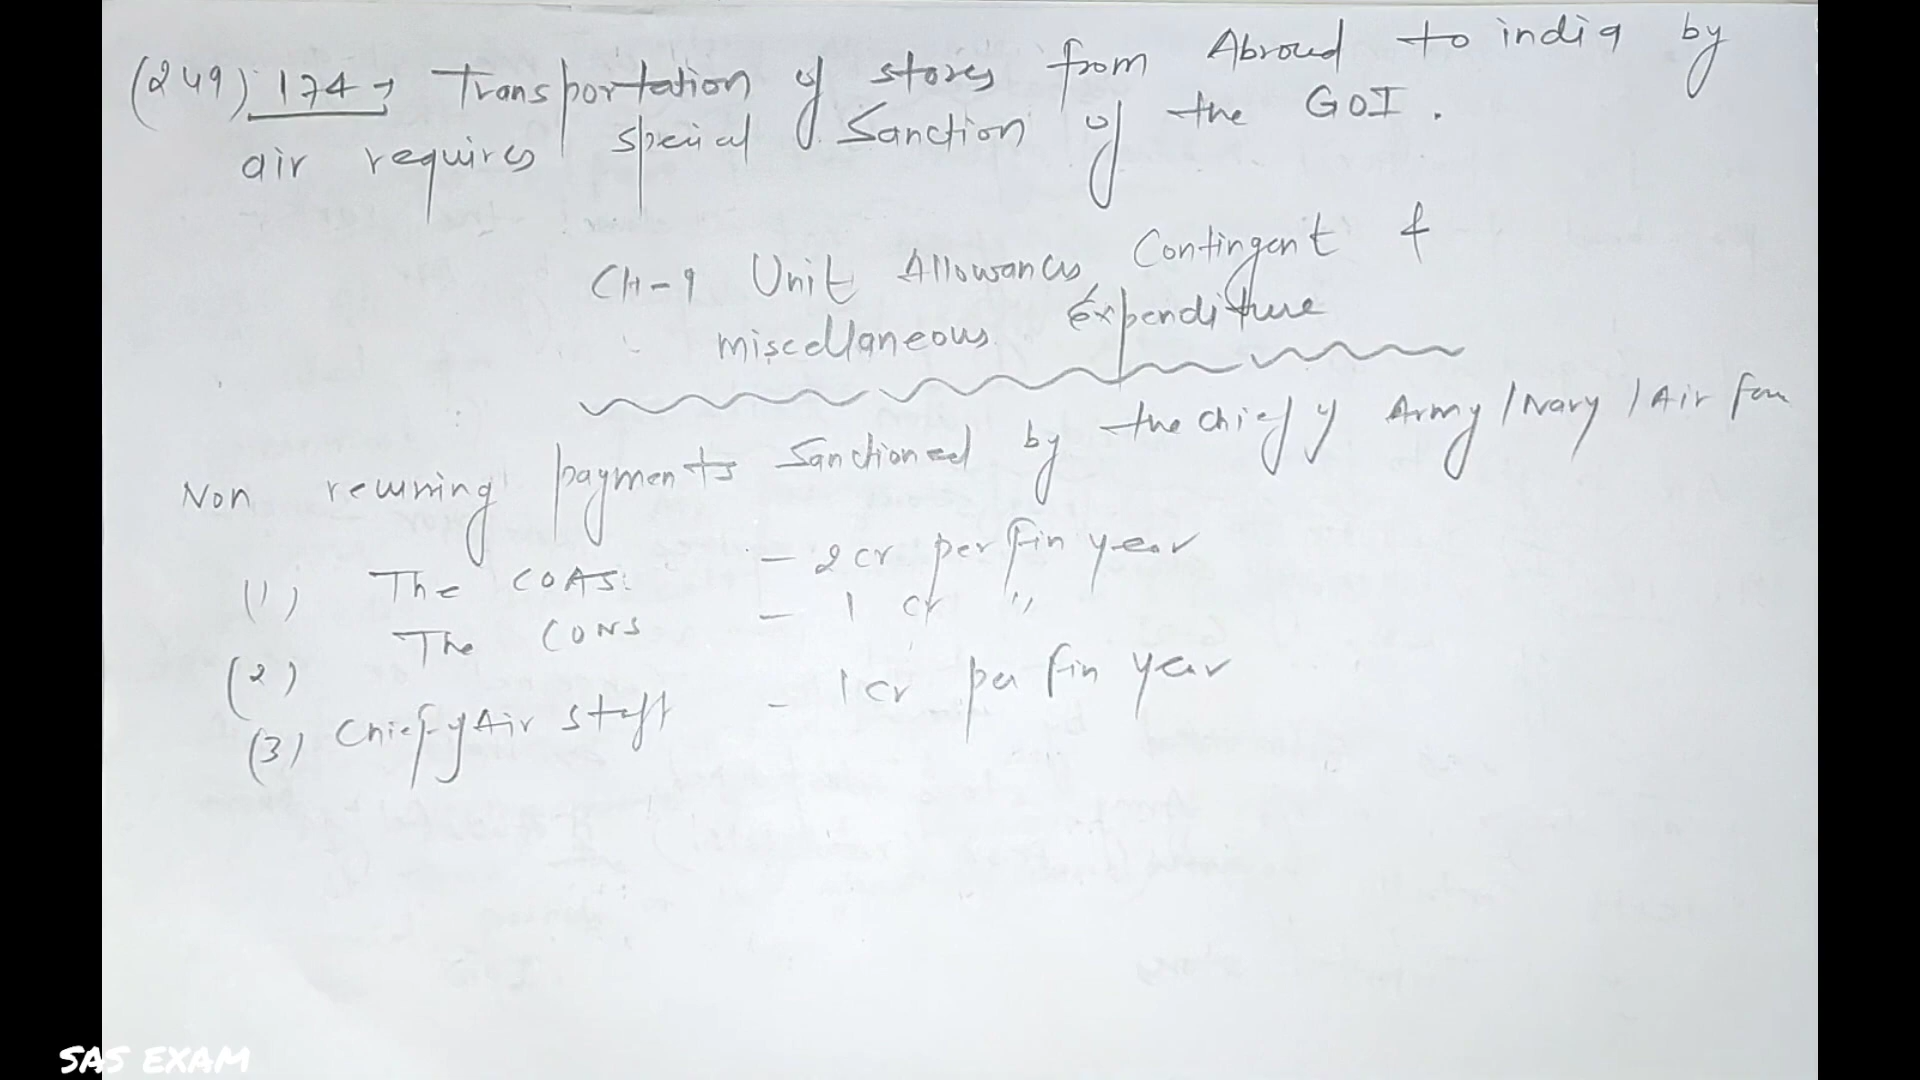 (249) 174 → Transportation of stores from Abroad to india by
air requires special Sanction of the GOI.
CH-9 Unit Allowances, Contingent &
miscellaneous Expenditure
Non recurring payments Sanctioned by the chief of Army / Navy / Air
(1) The COAS. - 2 cr per fin year
(2) The CONS - 1 cr "
(3) Chief of Air staff - 1 cr per fin year
SAS EXAM